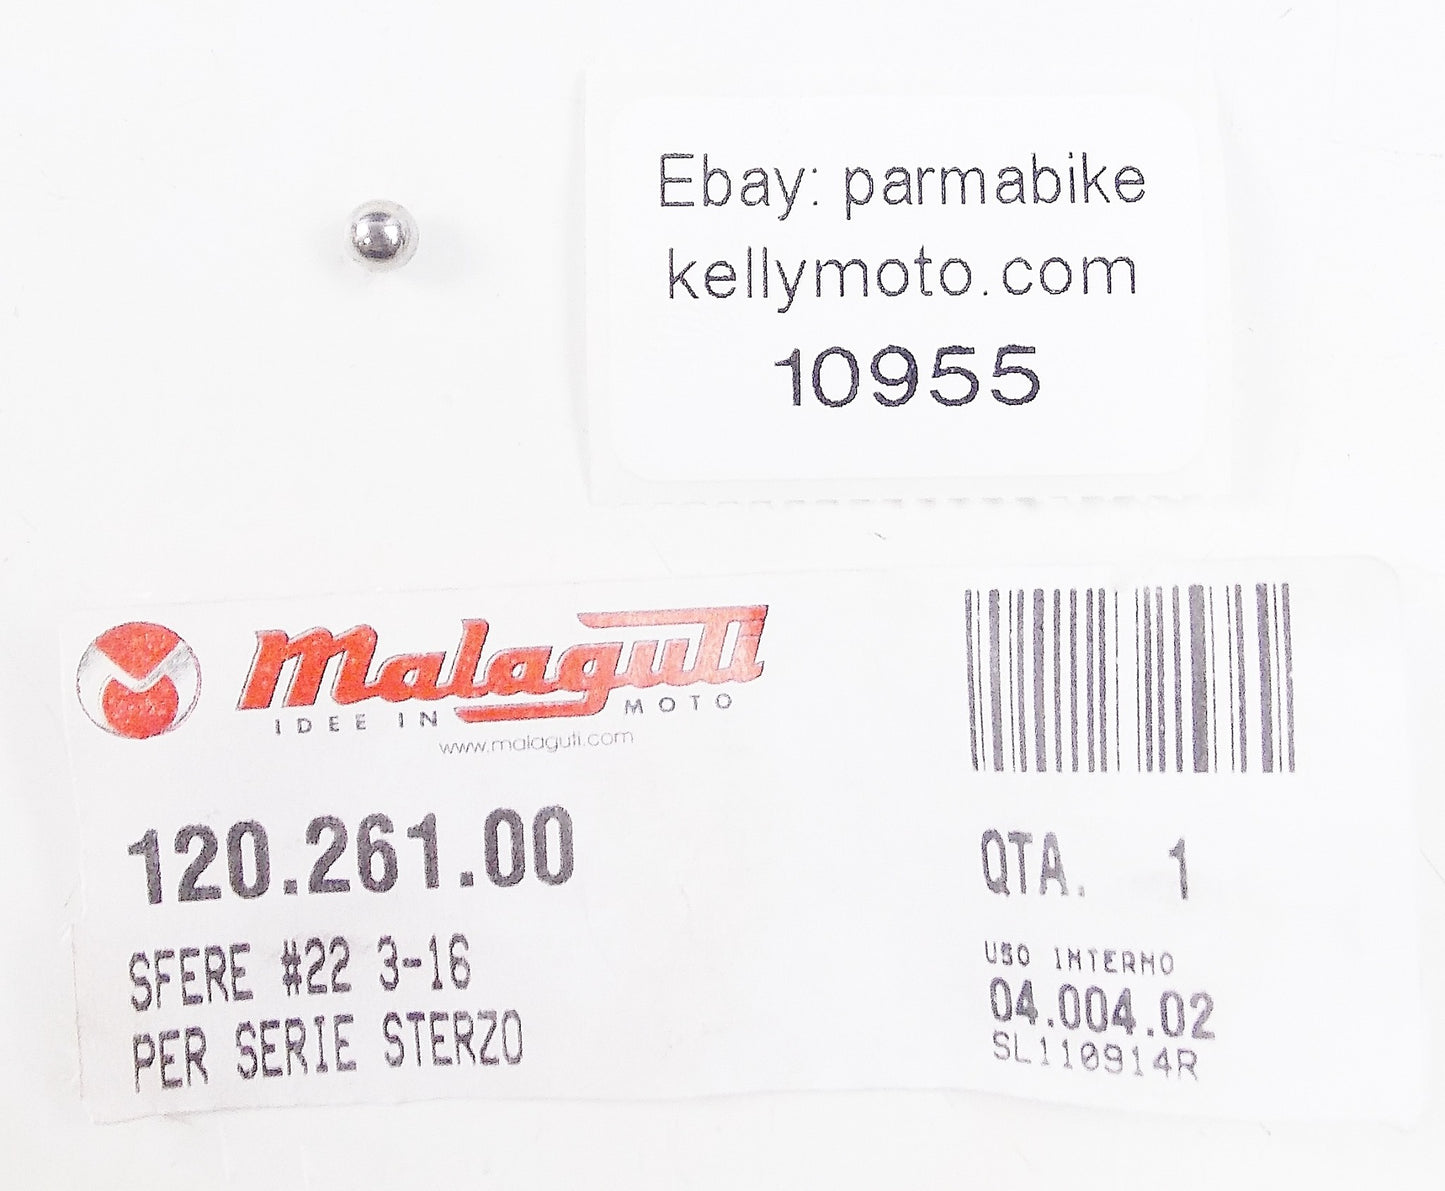 Ebay: parmabike
kellymoto.com
10955
Malaguti
IDEE IN MOTO
www.malaguti.com
120.261.00
SFERE #22 3-16
PER SERIE STERZO
QTA. 1
USO INTERNO
04.004.02
SL110914R